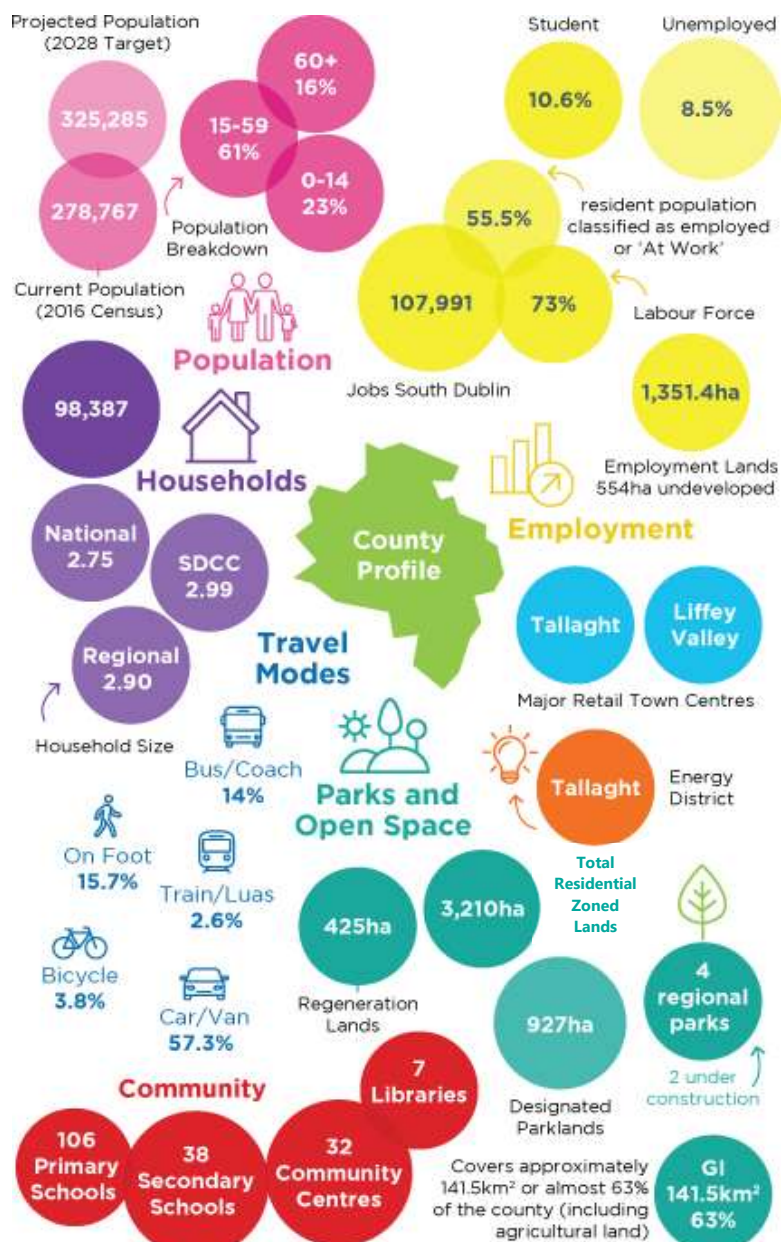 Projected Population
(2028 Target)
325,285
278,767
Current Population
(2016 Census)
60+
16%
15-59
61%
0-14
23%
Population
Breakdown
Population
Student
10.6%
Unemployed
8.5%
55.5%
resident population
classified as employed
or 'At Work'
107,991
73%
Labour Force
Jobs South Dublin
1,351.4ha
Employment Lands
554ha undeveloped
Employment
98,387
Households
National
2.75
SDCC
2.99
Regional
2.90
Household Size
County
Profile
Tallaght
Liffey
Valley
Major Retail Town Centres
Travel
Modes
Bus/Coach
14%
On Foot
15.7%
Train/Luas
2.6%
Bicycle
3.8%
Car/Van
57.3%
Tallaght
Energy
District
Parks and
Open Space
Total
Residential
Zoned
Lands
425ha
3,210ha
Regeneration
Lands
927ha
Designated
Parklands
4
regional
parks
2 under
construction
Community
7
Libraries
106
Primary
Schools
38
Secondary
Schools
32
Community
Centres
Covers approximately
141.5km² or almost 63%
of the county (including
agricultural land)
GI
141.5km²
63%